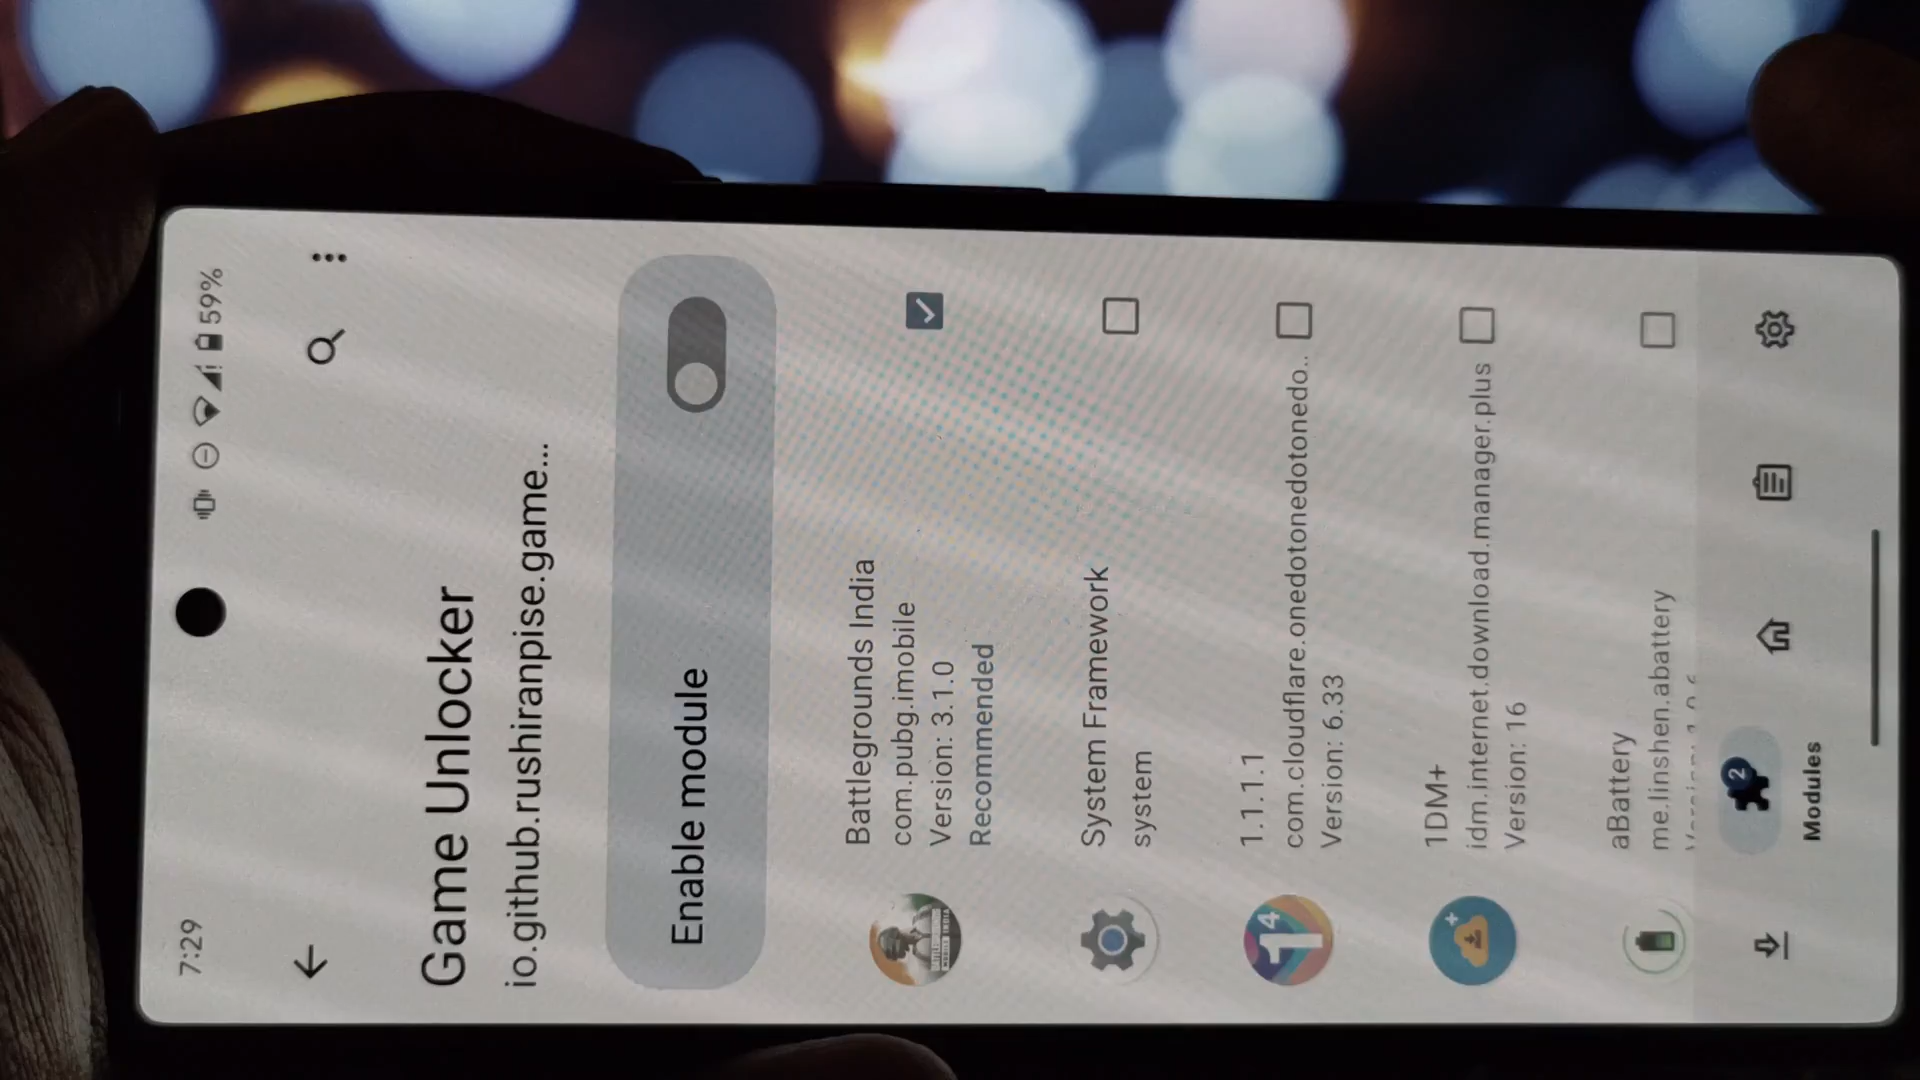 7:29
59%
Game Unlocker
io.github.rushiranpise.game...
Enable module
Battlegrounds India
com.pubg.imobile
Version: 3.1.0
Recommended
System Framework
system
1.1.1.1
com.cloudflare.onedotonedotonedo..
Version: 6.33
1DM+
idm.internet.download.manager.plus
Version: 16
aBattery
me.linshen.abattery
2
Modules